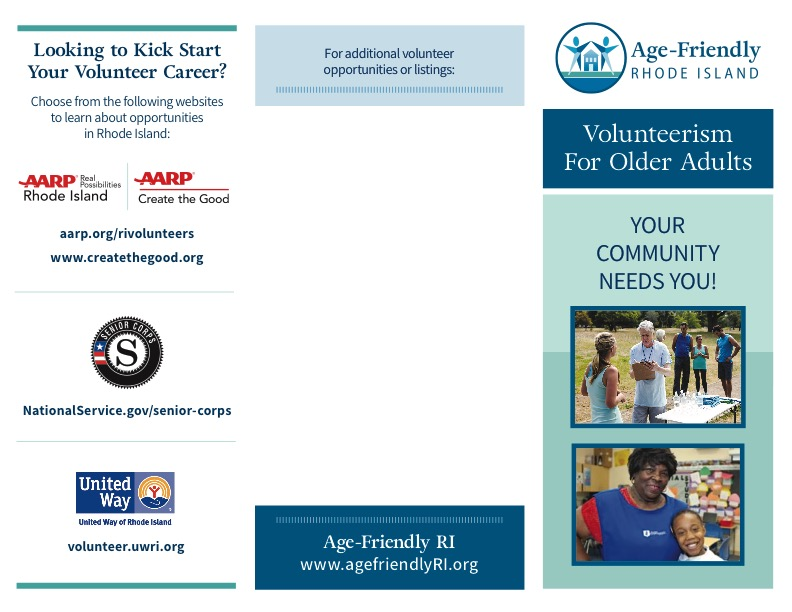 Looking to Kick Start
Your Volunteer Career?
Choose from the following websites
to learn about opportunities
in Rhode Island:
AARP Real
Possibilities
Rhode Island
AARP
Create the Good
aarp.org/rivolunteers
www.createthegood.org
SENIOR CORPS
S
NationalService.gov/senior-corps
United
Way
United Way of Rhode Island
volunteer.uwri.org
For additional volunteer
opportunities or listings:
Age-Friendly RI
www.agefriendlyRI.org
Age-Friendly
RHODE ISLAND
Volunteerism
For Older Adults
YOUR
COMMUNITY
NEEDS YOU!